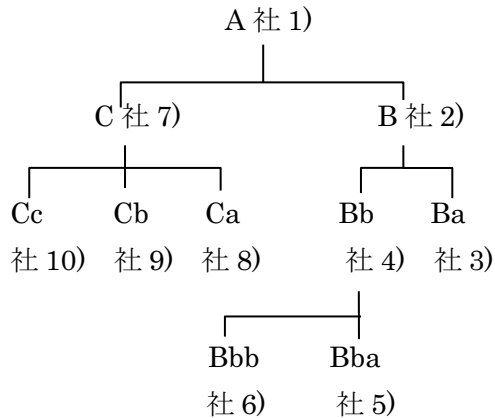 A 社 1)
C 社 7) B 社 2)
Cc Cb Ca Bb Ba
社 10) 社 9) 社 8) 社 4) 社 3)
Bbb Bba
社 6) 社 5)